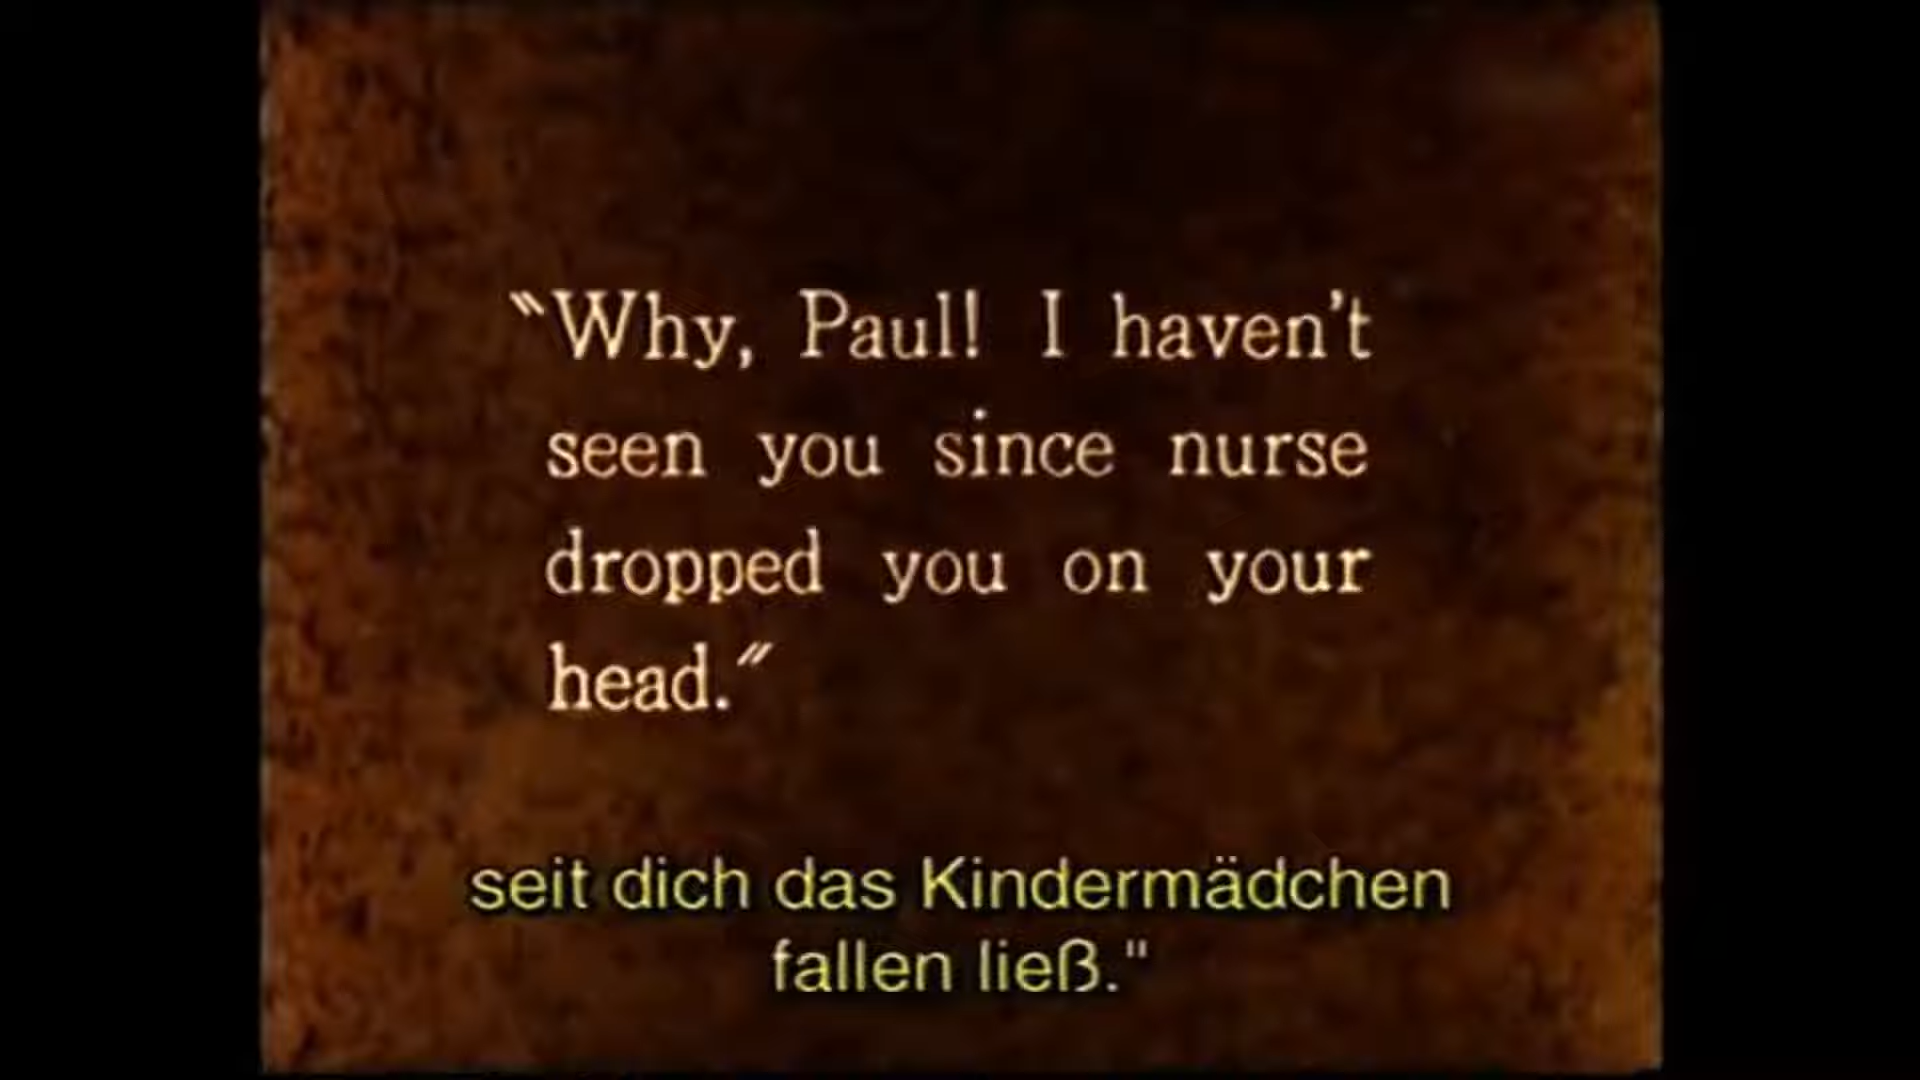 "Why, Paul! I haven't
seen you since nurse
dropped you on your
head."
seit dich das Kindermädchen
fallen ließ."